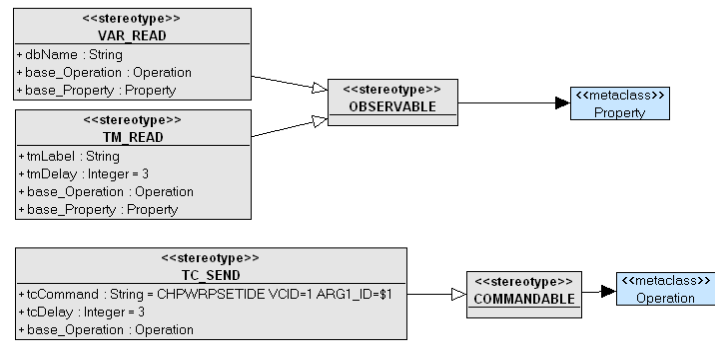 <<stereotype>>
VAR_READ
+ dbName : String
+ base_Operation : Operation
+ base_Property : Property
<<stereotype>>
OBSERVABLE
<<metaclass>>
Property
<<stereotype>>
TM_READ
+ tmLabel : String
+ tmDelay : Integer = 3
+ base_Operation : Operation
+ base_Property : Property
<<stereotype>>
TC_SEND
+ tcCommand : String = CHPWRPSETIDE VCID=1 ARG1_ID=$1
+ tcDelay : Integer = 3
+ base_Operation : Operation
<<stereotype>>
COMMANDABLE
<<metaclass>>
Operation